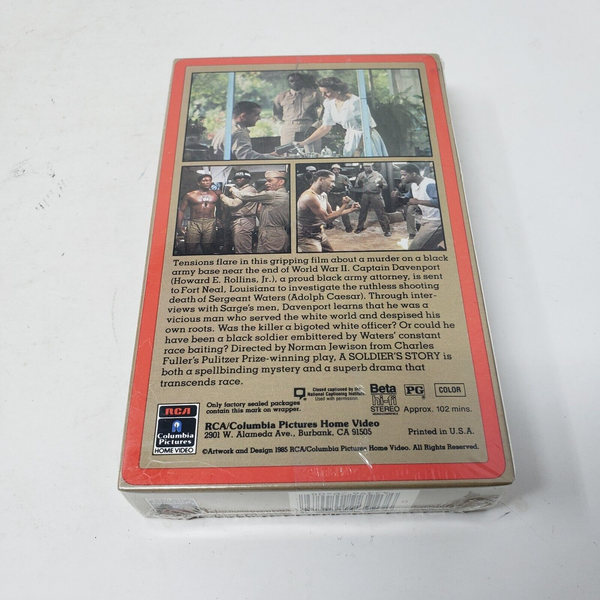 Tensions flare in this gripping film about a murder on a black
army base near the end of World War II. Captain Davenport
(Howard E. Rollins, Jr.), a proud black army attorney, is sent
to Fort Neal, Louisiana to investigate the ruthless shooting
death of Sergeant Waters (Adolph Caesar). Through inter-
views with Sarge's men, Davenport learns that he was a
vicious man who served the white world and despised his
own roots. Was the killer a bigoted white officer? Or could he
have been a black soldier embittered by Waters' constant
race baiting? Directed by Norman Jewison from Charles
Fuller's Pulitzer Prize-winning play, A SOLDIER'S STORY is
both a spellbinding mystery and a superb drama that
transcends race.
Only factory sealed packages
contain this mark on wrapper.
Closed captioned by the
National Captioning Institute.
Used with permission.
Beta
hi-fi
STEREO
PG
COLOR
Approx. 102 mins.
RCA
Columbia
Pictures
HOME VIDEO
RCA/Columbia Pictures Home Video
2901 W. Alameda Ave., Burbank, CA 91505
Printed in U.S.A.
©Artwork and Design 1985 RCA/Columbia Pictures Home Video. All Rights Reserved.